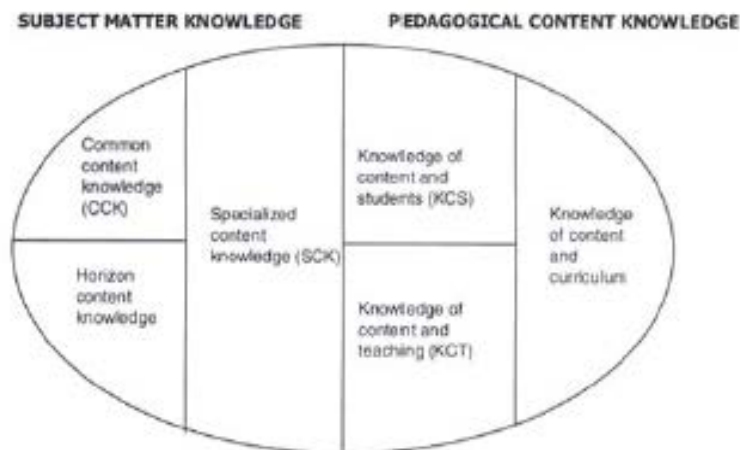 SUBJECT MATTER KNOWLEDGE
PEDAGOGICAL CONTENT KNOWLEDGE
Common
content
knowledge
(CCK)
Horizon
content
knowledge
Specialized
content
knowledge (SCK)
Knowledge of
content and
students (KCS)
Knowledge of
content and
teaching (KCT)
Knowledge
of content
and
curriculum